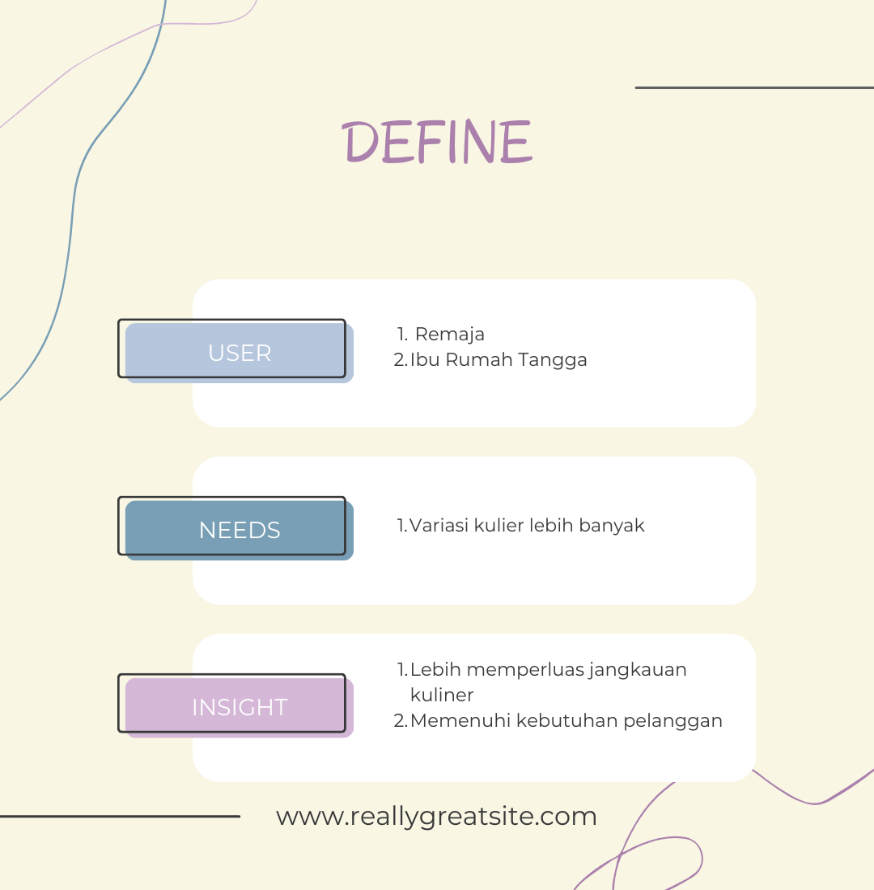 DEFINE
USER
1. Remaja
2.Ibu Rumah Tangga
NEEDS
1.Variasi kulier lebih banyak
INSIGHT
1.Lebih memperluas jangkauan
kuliner
2.Memenuhi kebutuhan pelanggan
www.reallygreatsite.com